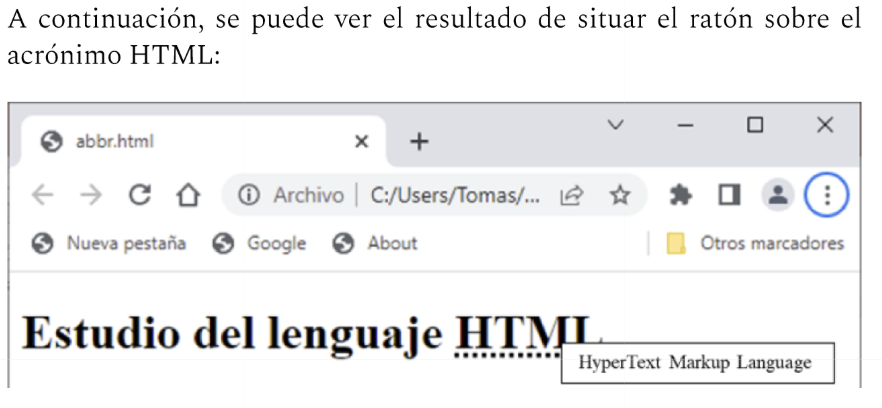 A continuación, se puede ver el resultado de situar el ratón sobre el
acrónimo HTML:
abbr.html
Archivo | C:/Users/Tomas/...
Nueva pestaña Google About Otros marcadores
Estudio del lenguaje HTML
HyperText Markup Language